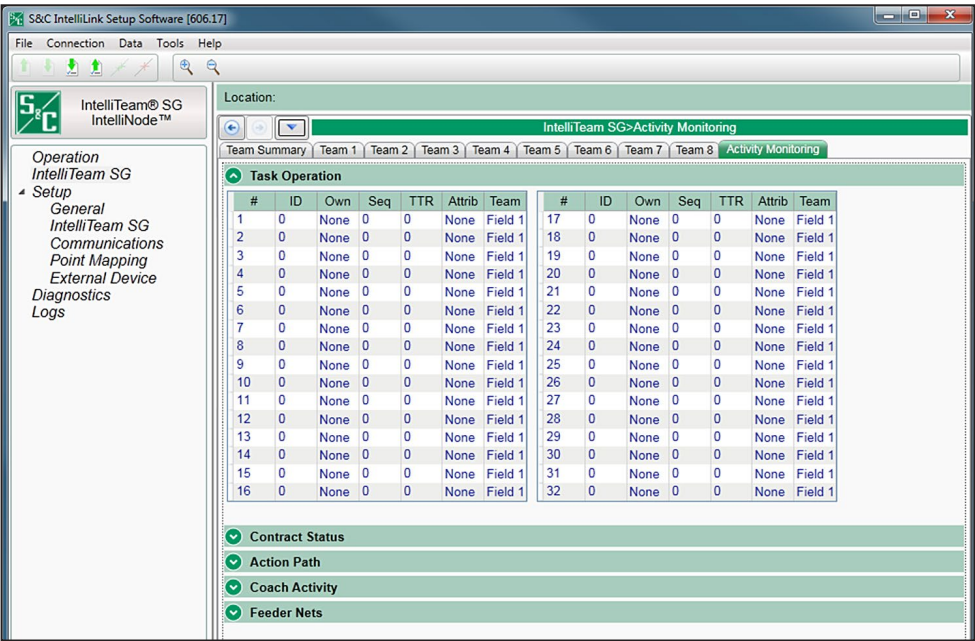 S&C IntelliLink Setup Software [606.17]
File Connection Data Tools Help
S&C
IntelliTeam® SG
IntelliNode™
Operation
IntelliTeam SG
Setup
General
IntelliTeam SG
Communications
Point Mapping
External Device
Diagnostics
Logs
Location:
IntelliTeam SG>Activity Monitoring
Team Summary Team 1 Team 2 Team 3 Team 4 Team 5 Team 6 Team 7 Team 8 Activity Monitoring
Task Operation
# ID Own Seq TTR Attrib Team # ID Own Seq TTR Attrib Team
1 0 None 0 0 None Field 1 17 0 None 0 0 None Field 1
2 0 None 0 0 None Field 1 18 0 None 0 0 None Field 1
3 0 None 0 0 None Field 1 19 0 None 0 0 None Field 1
4 0 None 0 0 None Field 1 20 0 None 0 0 None Field 1
5 0 None 0 0 None Field 1 21 0 None 0 0 None Field 1
6 0 None 0 0 None Field 1 22 0 None 0 0 None Field 1
7 0 None 0 0 None Field 1 23 0 None 0 0 None Field 1
8 0 None 0 0 None Field 1 24 0 None 0 0 None Field 1
9 0 None 0 0 None Field 1 25 0 None 0 0 None Field 1
10 0 None 0 0 None Field 1 26 0 None 0 0 None Field 1
11 0 None 0 0 None Field 1 27 0 None 0 0 None Field 1
12 0 None 0 0 None Field 1 28 0 None 0 0 None Field 1
13 0 None 0 0 None Field 1 29 0 None 0 0 None Field 1
14 0 None 0 0 None Field 1 30 0 None 0 0 None Field 1
15 0 None 0 0 None Field 1 31 0 None 0 0 None Field 1
16 0 None 0 0 None Field 1 32 0 None 0 0 None Field 1
Contract Status
Action Path
Coach Activity
Feeder Nets